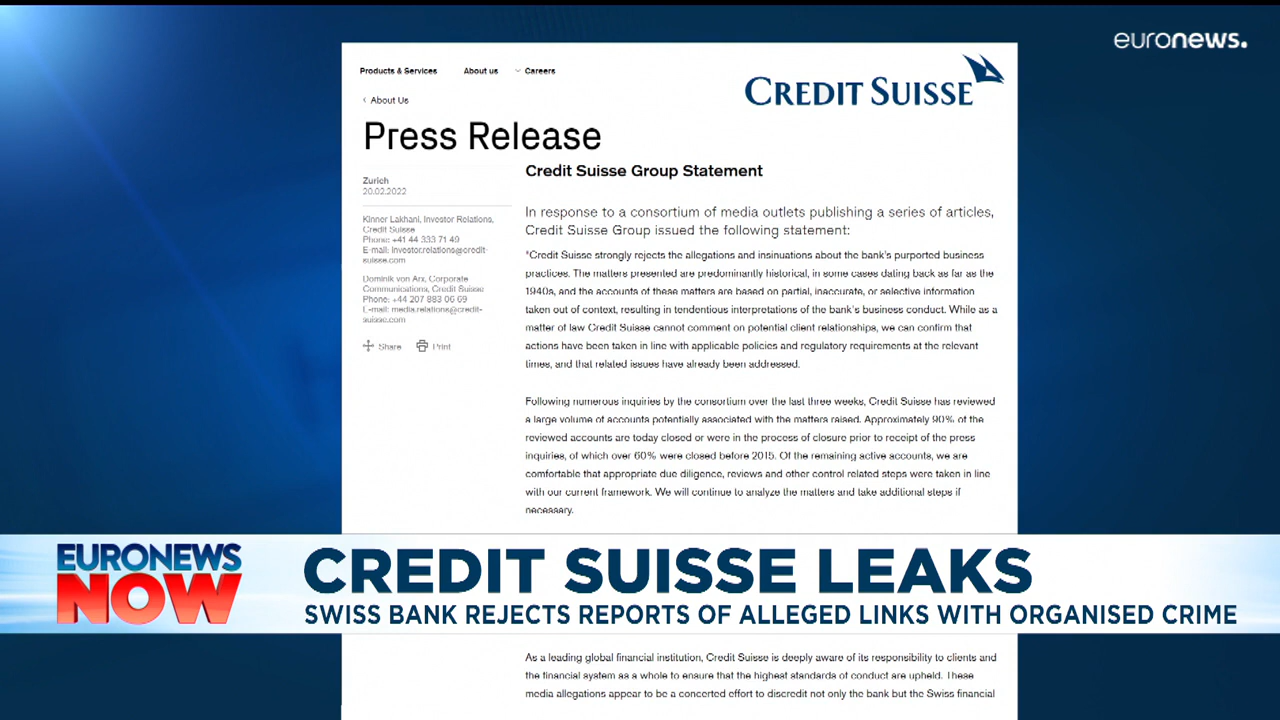 euronews.
Products & Services About us Careers
CREDIT SUISSE
‹ About Us
Press Release
Credit Suisse Group Statement
Zurich
20.02.2022
Kinner Lakhani, Investor Relations,
Credit Suisse
Phone: +41 44 333 71 49
E-mail: investor.relations@credit-
suisse.com
Dominik von Arx, Corporate
Communications, Credit Suisse
Phone: +44 207 883 06 69
E-mail: media.relations@credit-
suisse.com
Share Print
In response to a consortium of media outlets publishing a series of articles,
Credit Suisse Group issued the following statement:
"Credit Suisse strongly rejects the allegations and insinuations about the bank's purported business
practices. The matters presented are predominantly historical, in some cases dating back as far as the
1940s, and the accounts of these matters are based on partial, inaccurate, or selective information
taken out of context, resulting in tendentious interpretations of the bank's business conduct. While as a
matter of law Credit Suisse cannot comment on potential client relationships, we can confirm that
actions have been taken in line with applicable policies and regulatory requirements at the relevant
times, and that related issues have already been addressed.
Following numerous inquiries by the consortium over the last three weeks, Credit Suisse has reviewed
a large volume of accounts potentially associated with the matters raised. Approximately 90% of the
reviewed accounts are today closed or were in the process of closure prior to receipt of the press
inquiries, of which over 60% were closed before 2015. Of the remaining active accounts, we are
comfortable that appropriate due diligence, reviews and other control related steps were taken in line
with our current framework. We will continue to analyze the matters and take additional steps if
necessary.
EURONEWS
NOW
CREDIT SUISSE LEAKS
SWISS BANK REJECTS REPORTS OF ALLEGED LINKS WITH ORGANISED CRIME
As a leading global financial institution, Credit Suisse is deeply aware of its responsibility to clients and
the financial system as a whole to ensure that the highest standards of conduct are upheld. These
media allegations appear to be a concerted effort to discredit not only the bank but the Swiss financial